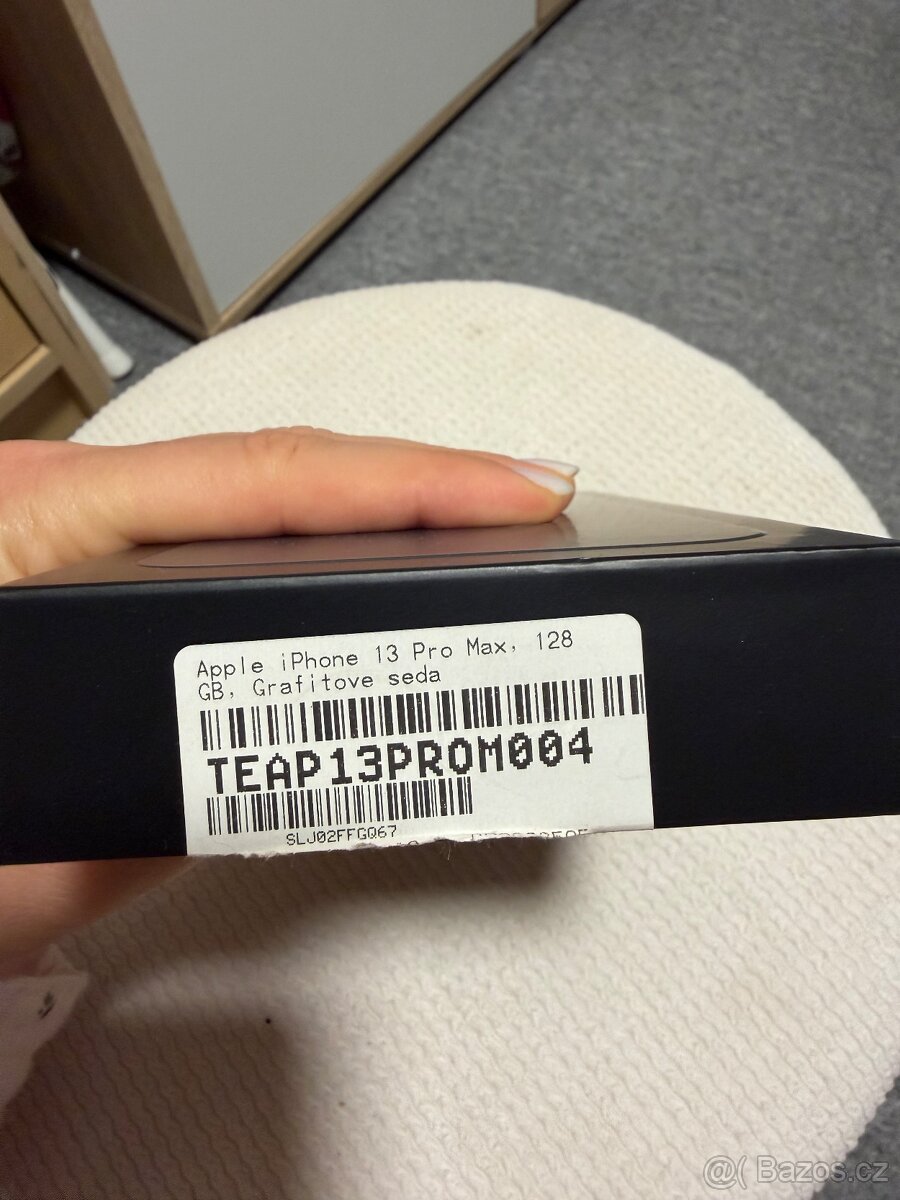 Apple iPhone 13 Pro Max, 128
GB, Grafitove seda
TEAP13PROM004
SLJ02FFGQ67
@( Bazos.cz